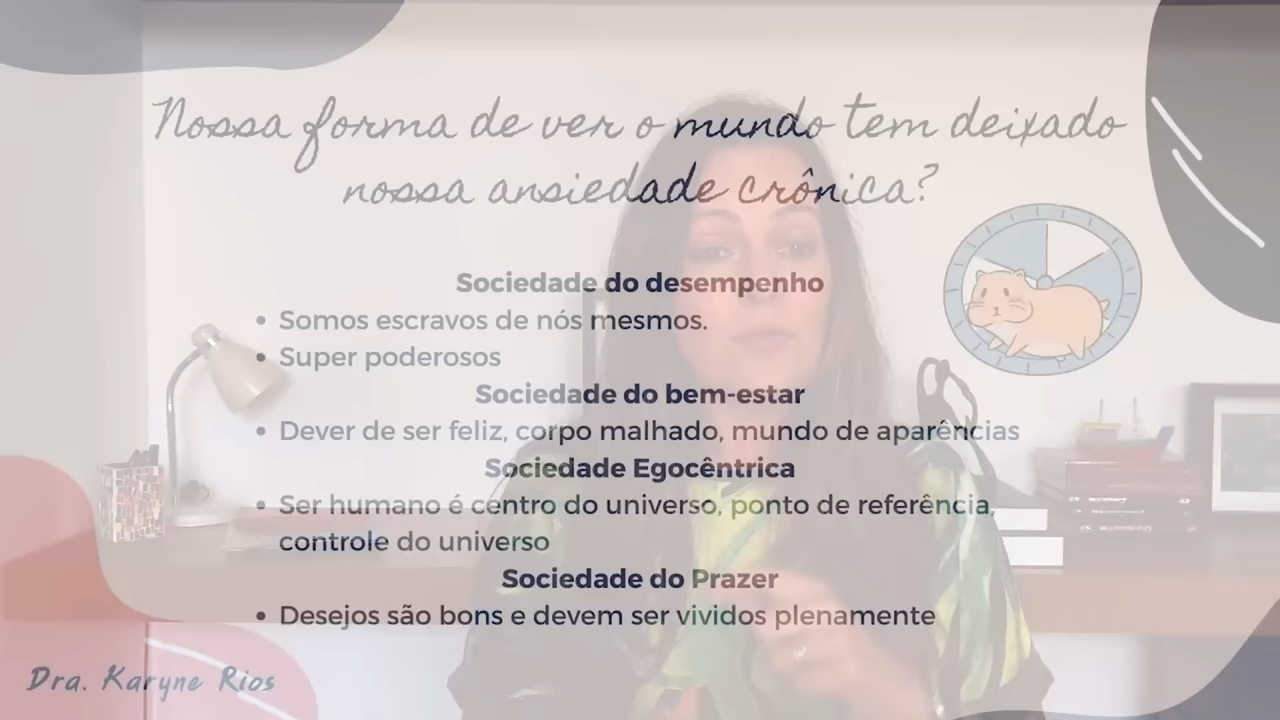 Nossa forma de ver o mundo tem deixado
nossa ansiedade crônica?
Sociedade do desempenho
• Somos escravos de nós mesmos.
• Super poderosos
Sociedade do bem-estar
• Dever de ser feliz, corpo malhado, mundo de aparências
Sociedade Egocêntrica
• Ser humano é centro do universo, ponto de referência,
controle do universo
Sociedade do Prazer
• Desejos são bons e devem ser vividos plenamente
Dra. Karyne Rios